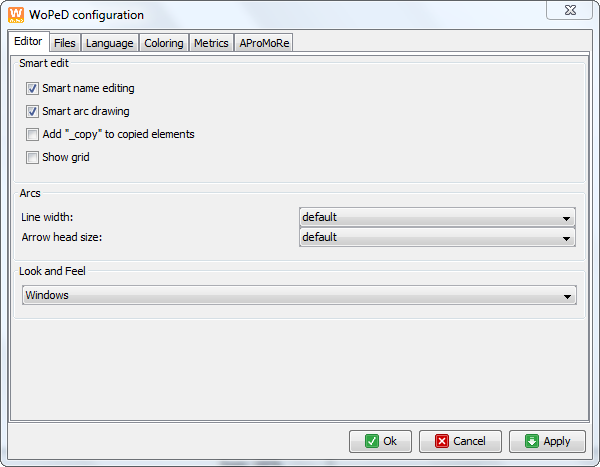 WoPeD configuration
Editor Files Language Coloring Metrics AProMoRe
Smart edit
Smart name editing
Smart arc drawing
Add "_copy" to copied elements
Show grid
Arcs
Line width: default
Arrow head size: default
Look and Feel
Windows
Ok Cancel Apply